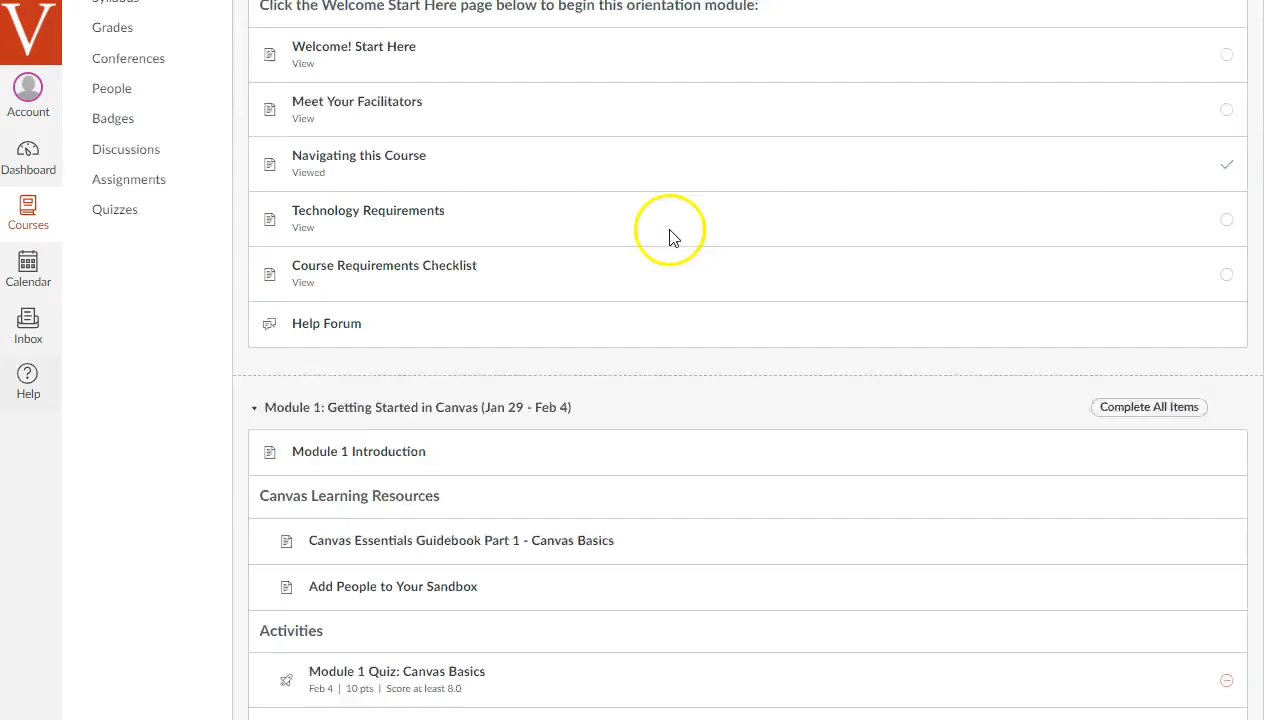 V
Account
Dashboard
Courses
Calendar
Inbox
Help
Syllabus
Grades
Conferences
People
Badges
Discussions
Assignments
Quizzes
Click the Welcome Start Here page below to begin this orientation module:
Welcome! Start Here
View
Meet Your Facilitators
View
Navigating this Course
Viewed
Technology Requirements
View
Course Requirements Checklist
View
Help Forum
Module 1: Getting Started in Canvas (Jan 29 - Feb 4)
Complete All Items
Module 1 Introduction
Canvas Learning Resources
Canvas Essentials Guidebook Part 1 - Canvas Basics
Add People to Your Sandbox
Activities
Module 1 Quiz: Canvas Basics
Feb 4 | 10 pts | Score at least 8.0